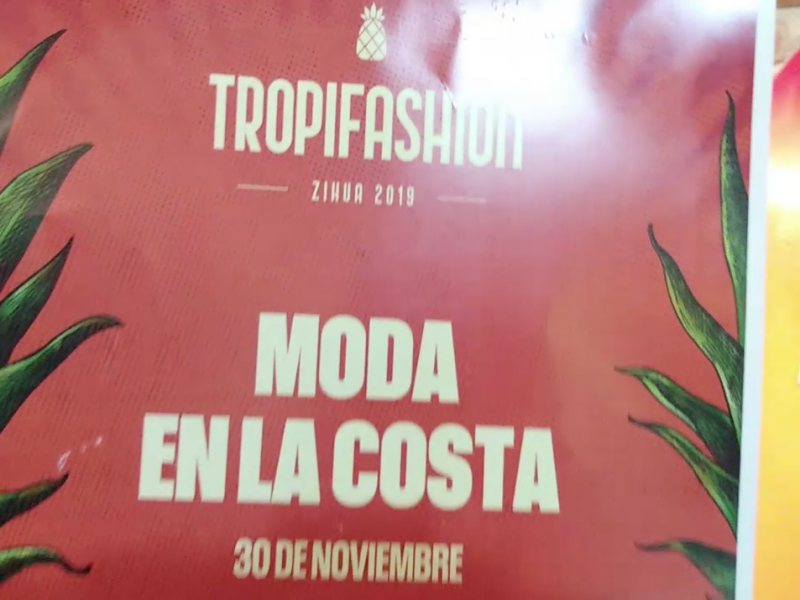 TROPIFASHION
ZIHUA 2019
MODA
EN LA COSTA
30 DE NOVIEMBRE